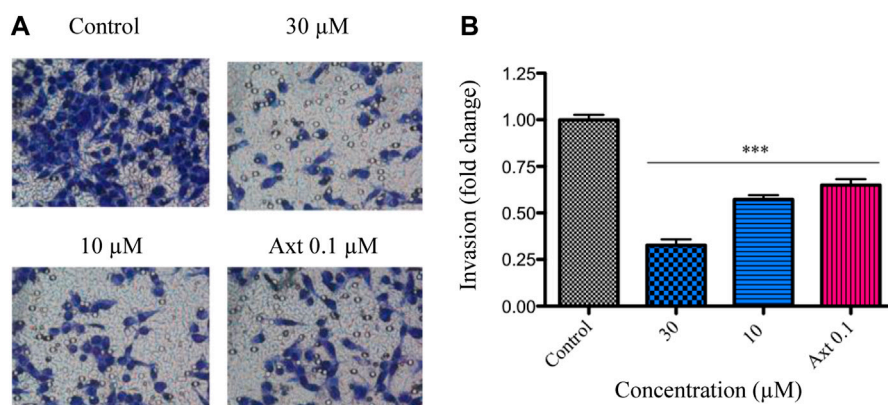 A
Control
30 µM
10 µM
Axt 0.1 µM
B
Invasion (fold change)
1.25
1.00
0.75
0.50
0.25
0.00
***
Control
30
10
Axt 0.1
Concentration (µM)